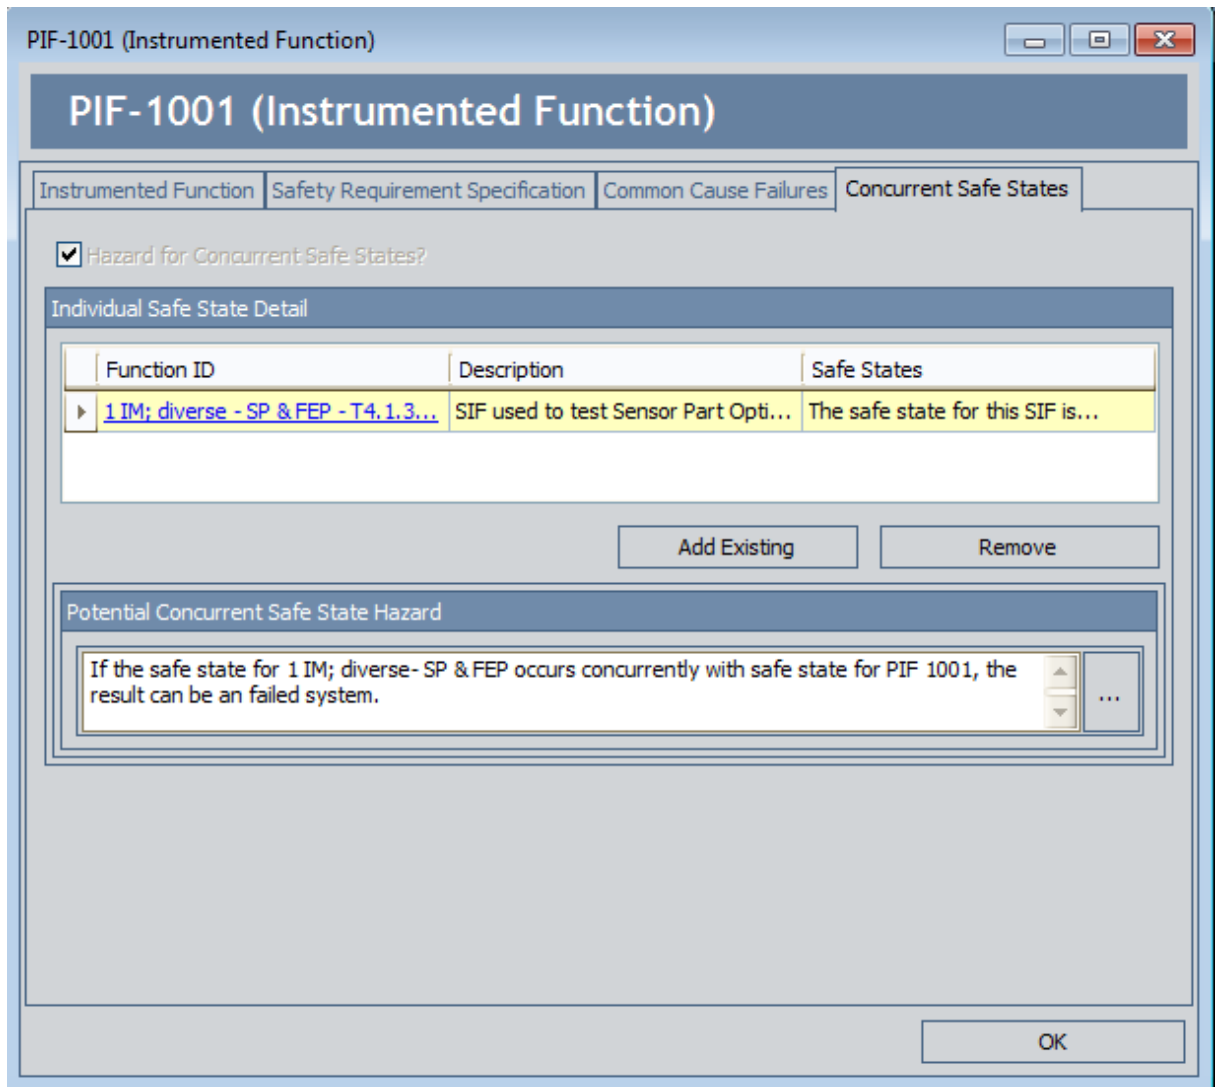 PIF-1001 (Instrumented Function)
PIF-1001 (Instrumented Function)
Instrumented Function Safety Requirement Specification Common Cause Failures Concurrent Safe States
Hazard for Concurrent Safe States?
Individual Safe State Detail
Function ID Description Safe States
1 IM; diverse - SP & FEP - T4.1.3... SIF used to test Sensor Part Opti... The safe state for this SIF is...
Add Existing Remove
Potential Concurrent Safe State Hazard
If the safe state for 1 IM; diverse- SP & FEP occurs concurrently with safe state for PIF 1001, the
result can be an failed system.
...
OK